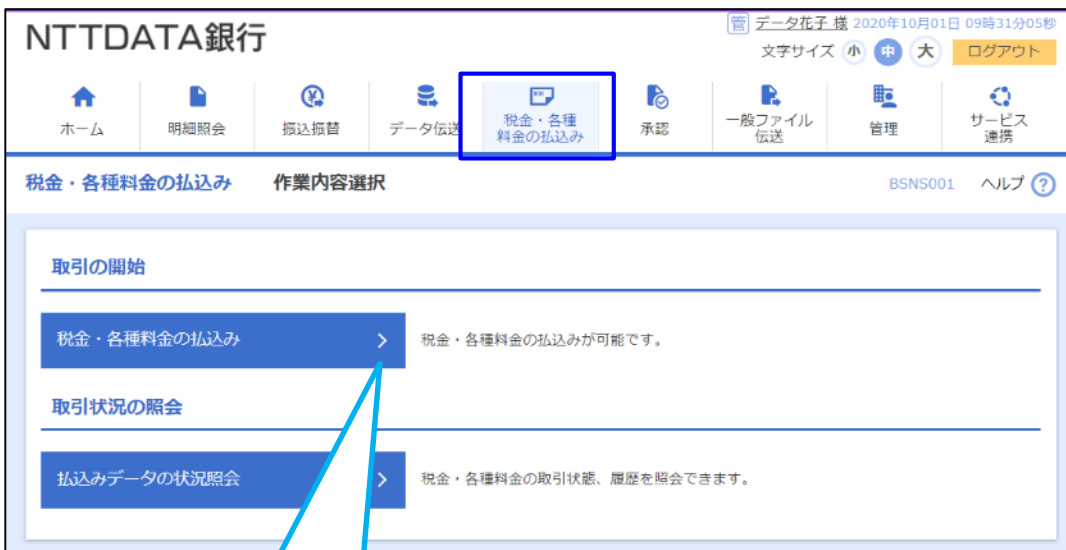 NTTDATA銀行
管 データ花子 様 2020年10月01日 09時31分05秒
文字サイズ 小 中 大 ログアウト
ホーム
明細照会
振込振替
データ伝送
税金・各種
料金の払込み
承認
一般ファイル
伝送
管理
サービス
連携
税金・各種料金の払込み 作業内容選択 BSNS001 ヘルプ ?
取引の開始
税金・各種料金の払込み 税金・各種料金の払込みが可能です。
取引状況の照会
払込みデータの状況照会 税金・各種料金の取引状態、履歴を照会できます。